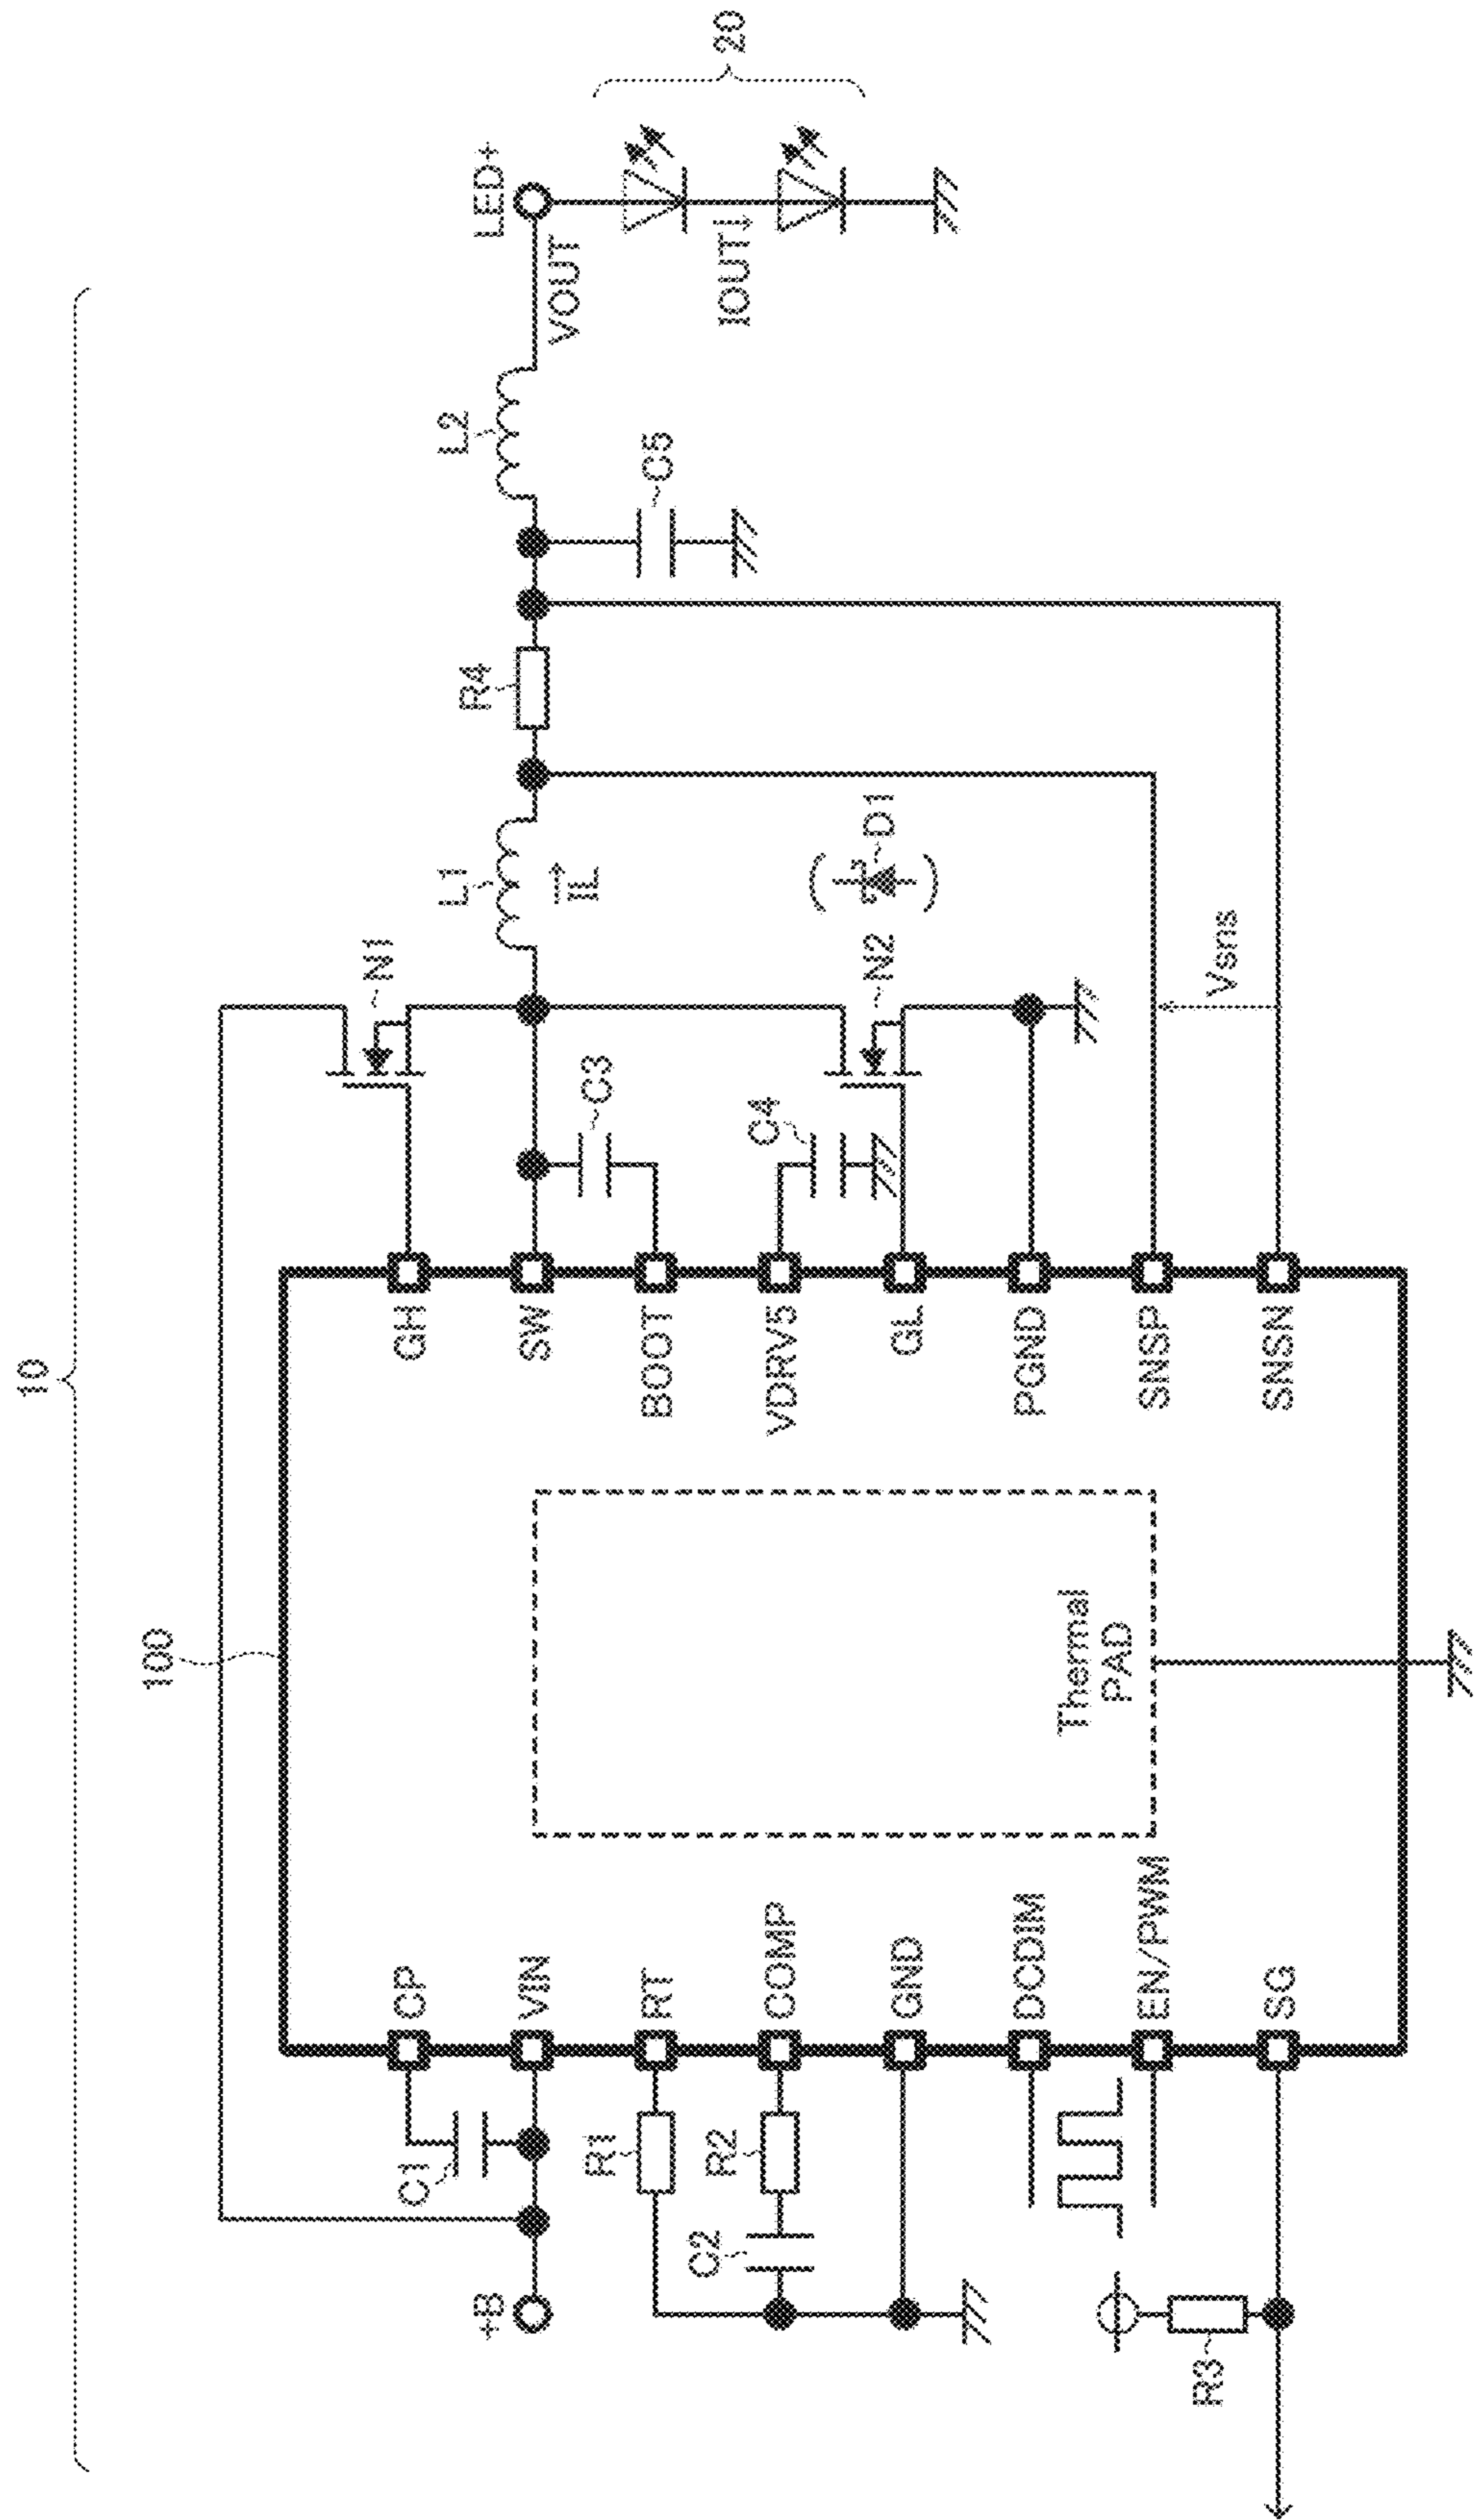 10
100
+B
C1
R1
R2
C2
R3
CP
VIN
RT
COMP
GND
DCDIM
EN/PWM
SG
Thermal
PAD
GH
SW
BOOT
VDRV5
GL
PGND
SNSP
SNSN
C3
C4
N1
N2
D1
L1
IL
Vsns
R4
C5
L2
VOUT
LED+
IOUT
20